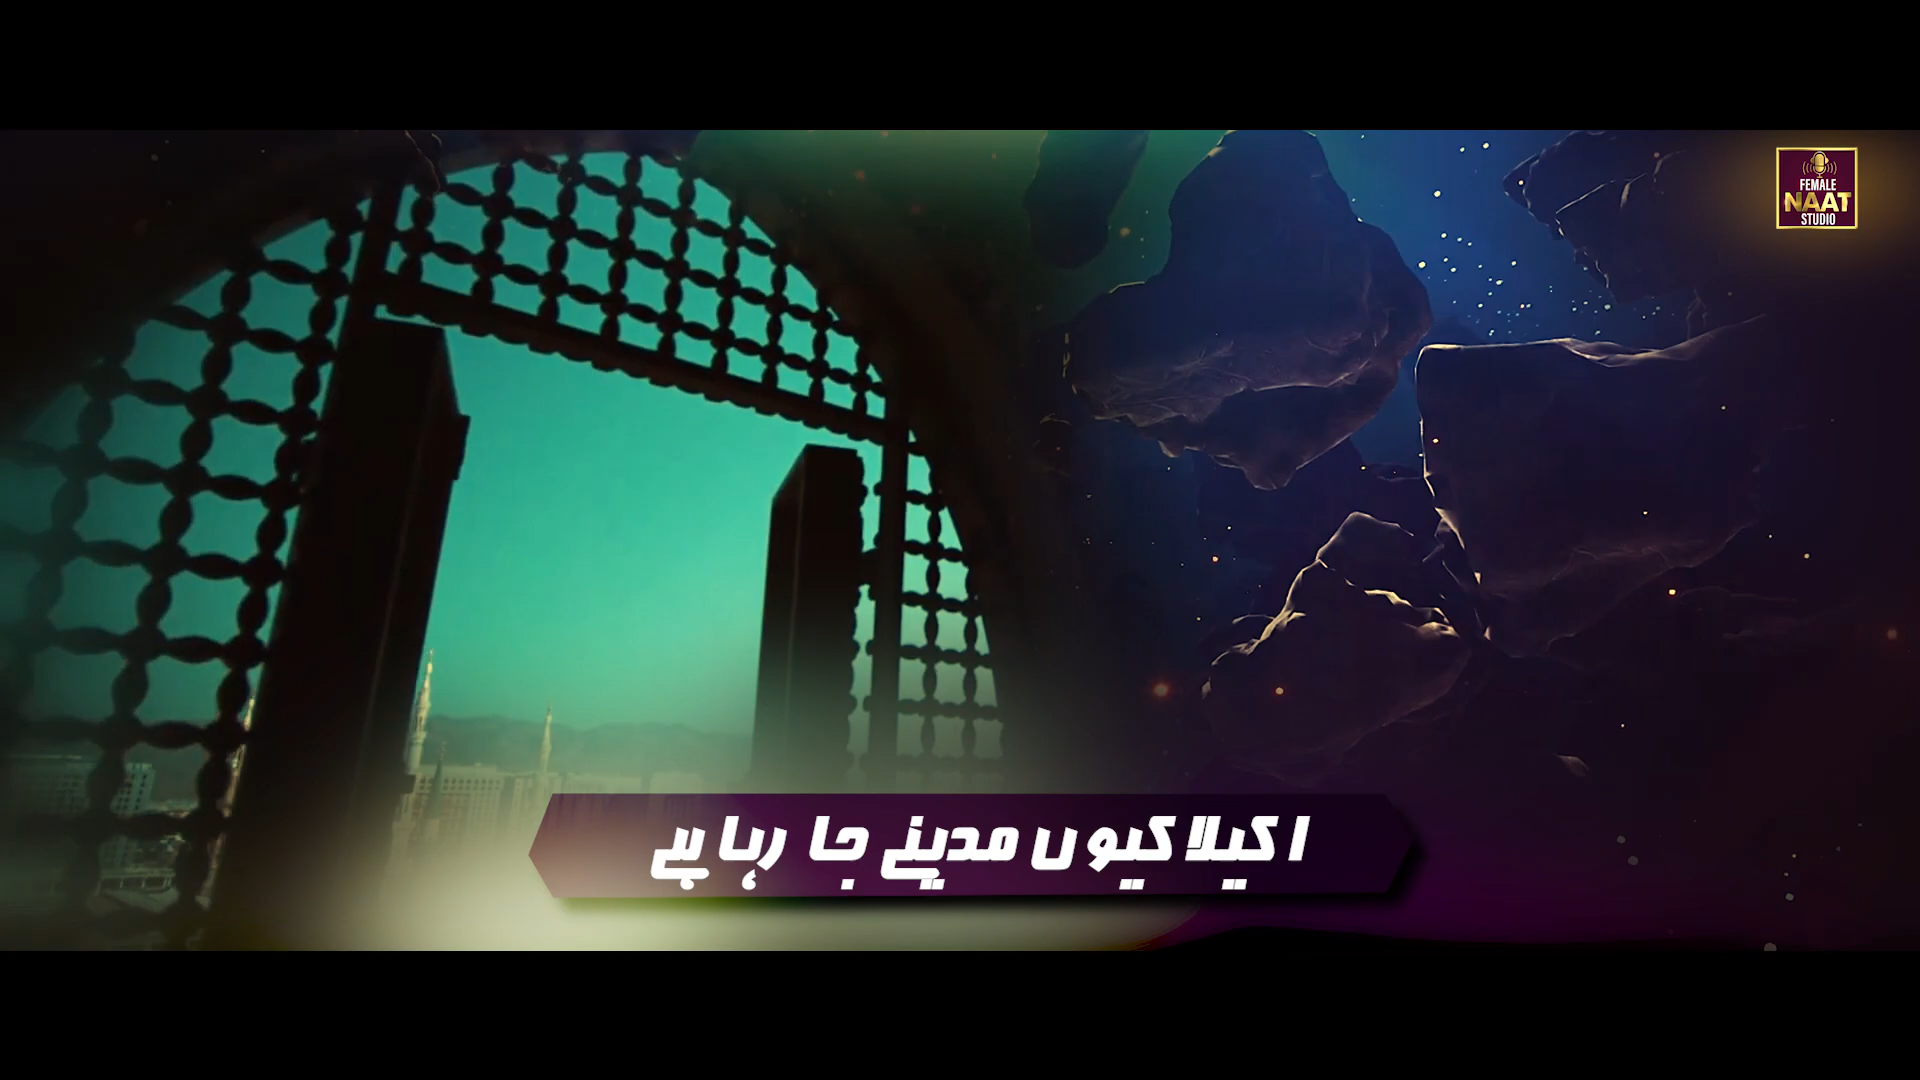 FEMALE
NAAT
STUDIO
اکیلا کیوں مدینے جا رہا ہے